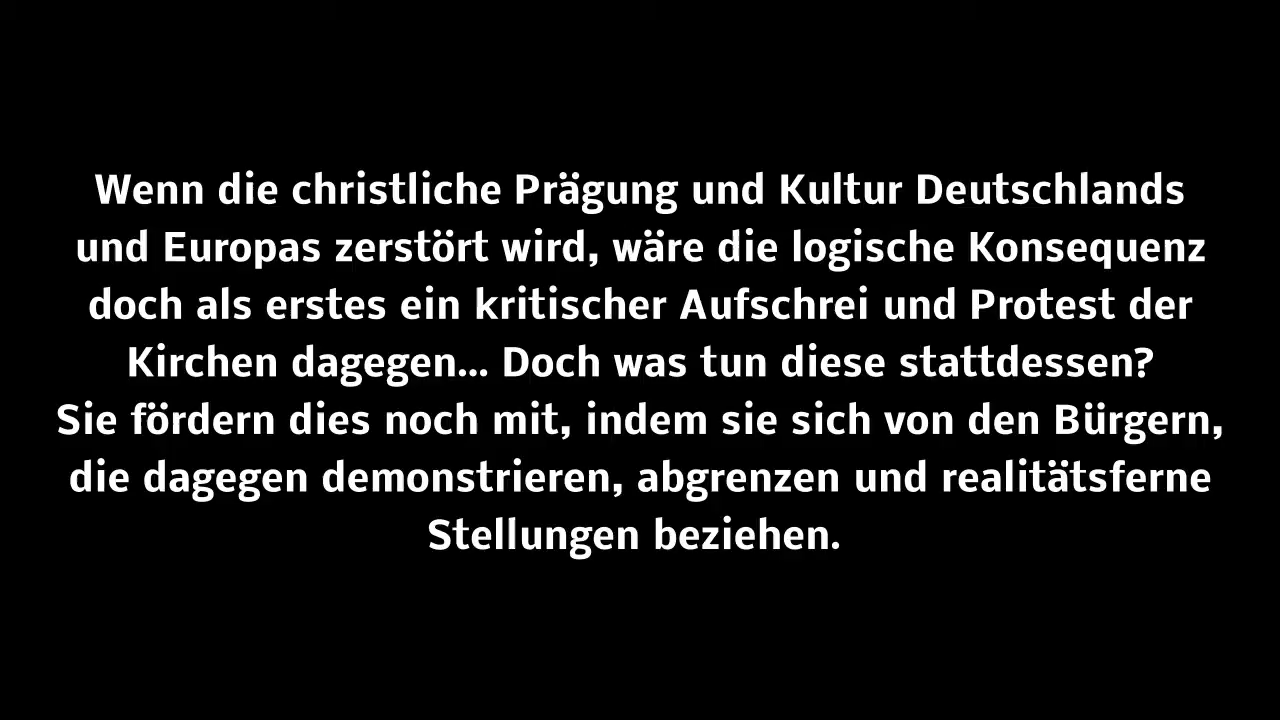 Wenn die christliche Prägung und Kultur Deutschlands
und Europas zerstört wird, wäre die logische Konsequenz
doch als erstes ein kritischer Aufschrei und Protest der
Kirchen dagegen... Doch was tun diese stattdessen?
Sie fördern dies noch mit, indem sie sich von den Bürgern,
die dagegen demonstrieren, abgrenzen und realitätsferne
Stellungen beziehen.